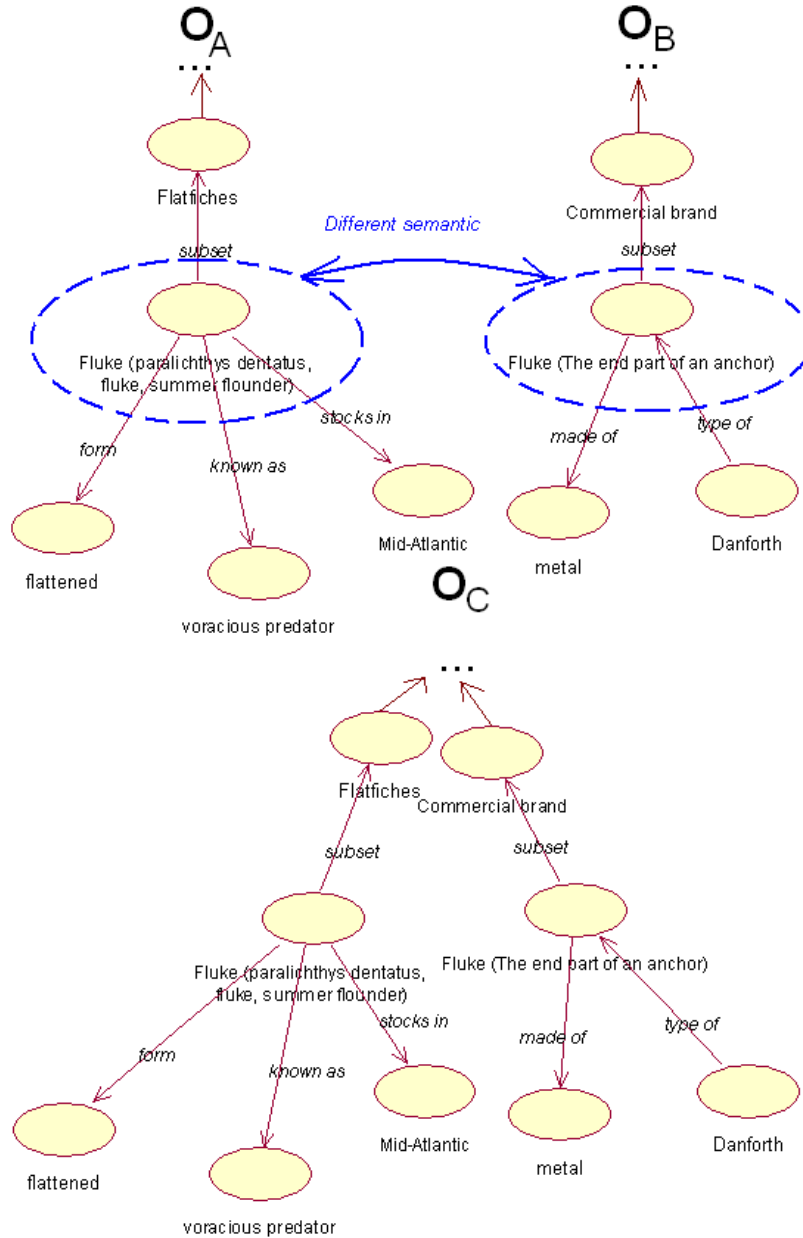 O_A
...
O_B
...
Flatfiches
Commercial brand
Different semantic
subset
subset
Fluke (paralichthys dentatus,
fluke, summer flounder)
Fluke (The end part of an anchor)
form
known as
stocks in
made of
type of
flattened
voracious predator
Mid-Atlantic
metal
Danforth
O_C
...
Flatfiches
Commercial brand
subset
subset
Fluke (paralichthys dentatus,
fluke, summer flounder)
Fluke (The end part of an anchor)
form
known as
stocks in
made of
type of
flattened
voracious predator
Mid-Atlantic
metal
Danforth